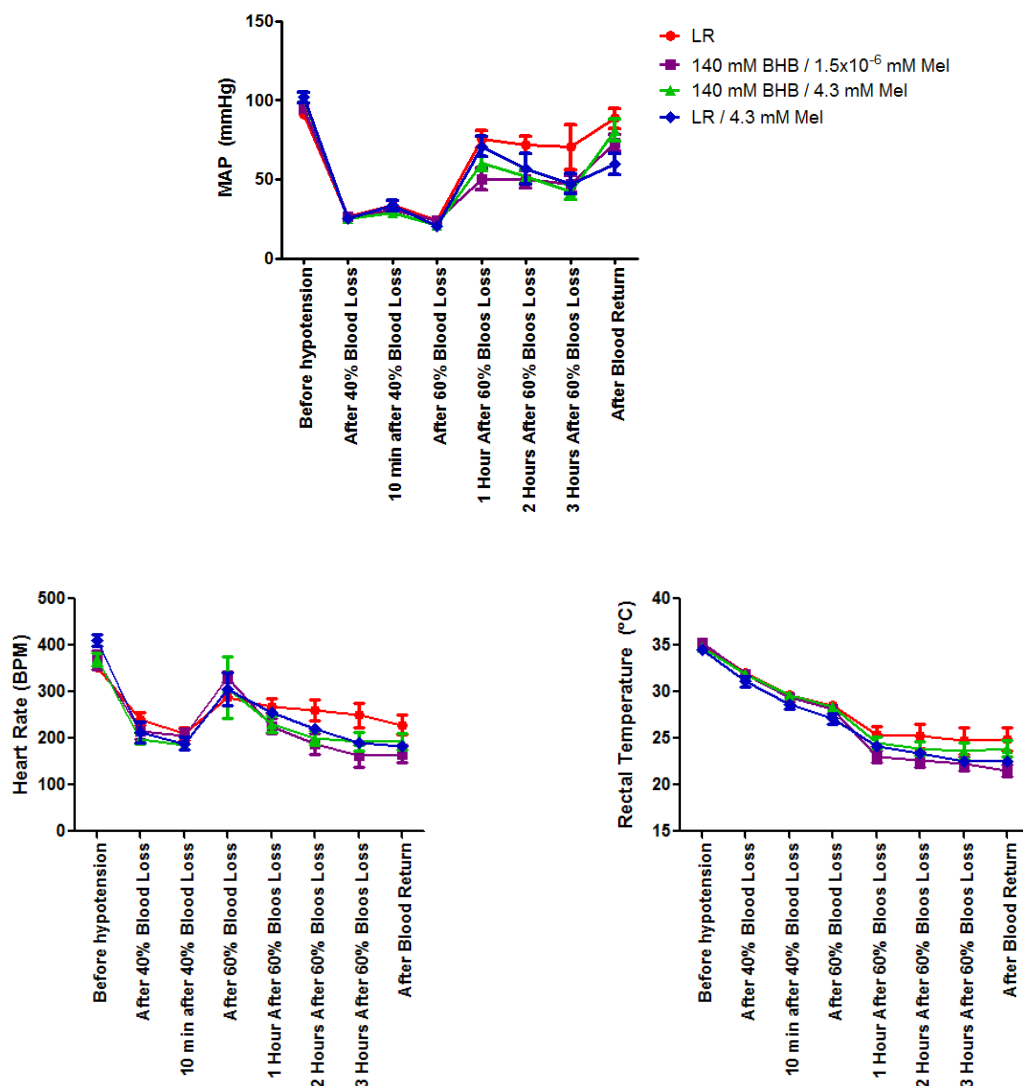 150
100
50
0
MAP (mmHg)
Before hypotension
After 40% Blood Loss
10 min after 40% Blood Loss
After 60% Blood Loss
1 Hour After 60% Bloos Loss
2 Hours After 60% Bloos Loss
3 Hours After 60% Bloos Loss
After Blood Return
LR
140 mM BHB / 1.5x10⁻⁶ mM Mel
140 mM BHB / 4.3 mM Mel
LR / 4.3 mM Mel
500
400
300
200
100
0
Heart Rate (BPM)
Before hypotension
After 40% Blood Loss
10 min after 40% Blood Loss
After 60% Blood Loss
1 Hour After 60% Bloos Loss
2 Hours After 60% Bloos Loss
3 Hours After 60% Bloos Loss
After Blood Return
40
35
30
25
20
15
Rectal Temperature (ºC)
Before hypotension
After 40% Blood Loss
10 min after 40% Blood Loss
After 60% Blood Loss
1 Hour After 60% Bloos Loss
2 Hours After 60% Bloos Loss
3 Hours After 60% Bloos Loss
After Blood Return